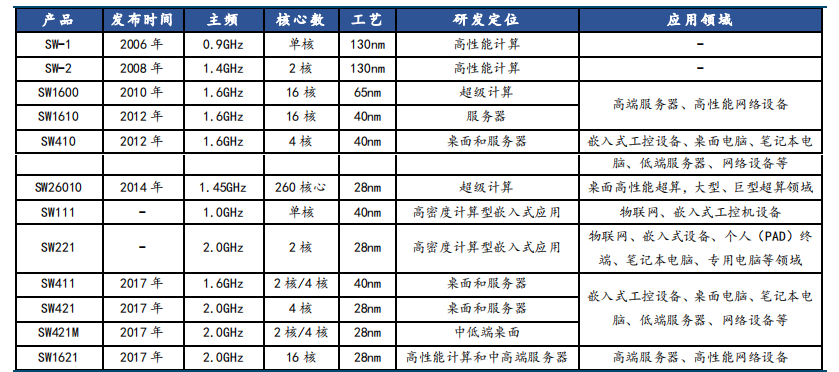 产品 发布时间 主频 核心数 工艺 研发定位 应用领域
SW-1 2006 年 0.9GHz 单核 130nm 高性能计算 -
SW-2 2008 年 1.4GHz 2 核 130nm 高性能计算 -
SW1600 2010 年 1.6GHz 16 核 65nm 超级计算
高端服务器、高性能网络设备
SW1610 2012 年 1.6GHz 16 核 40nm 服务器
SW410 2012 年 1.6GHz 4 核 40nm 桌面和服务器 嵌入式工控设备、桌面电脑、笔记本电
脑、低端服务器、网络设备等
SW26010 2014 年 1.45GHz 260 核心 28nm 超级计算 桌面高性能超算，大型、巨型超算领域
SW111 - 1.0GHz 单核 40nm 高密度计算型嵌入式应用 物联网、嵌入式工控机设备
SW221 - 2.0GHz 2 核 28nm 高密度计算型嵌入式应用 物联网、嵌入式设备、个人（PAD）终
端、笔记本电脑、专用电脑等领域
SW411 2017 年 1.6GHz 2 核/4 核 40nm 桌面和服务器
SW421 2017 年 2.0GHz 4 核 28nm 桌面和服务器 嵌入式工控设备、桌面电脑、笔记本电
脑、低端服务器、网络设备等
SW421M 2017 年 2.0GHz 2 核/4 核 28nm 中低端桌面
SW1621 2017 年 2.0GHz 16 核 28nm 高性能计算和中高端服务器 高端服务器、高性能网络设备